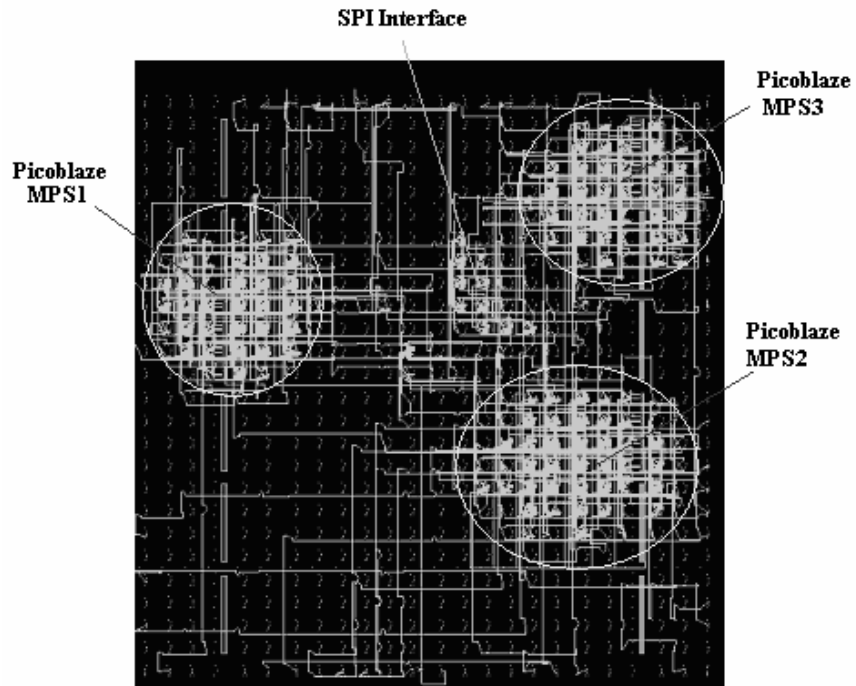 SPI Interface
Picoblaze
MPS3
Picoblaze
MPS1
Picoblaze
MPS2